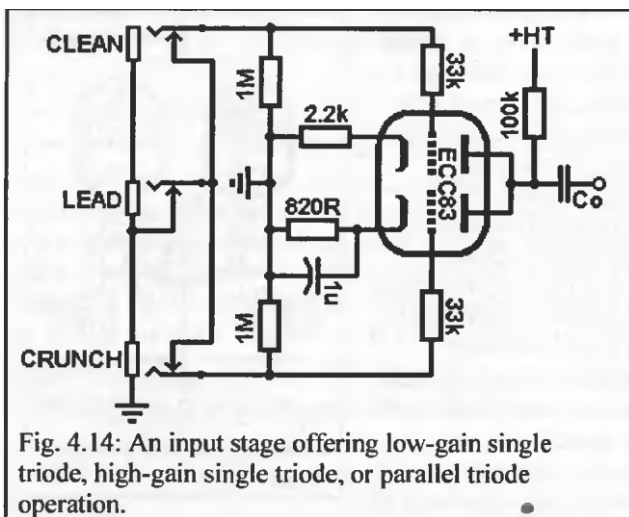 CLEAN
LEAD
CRUNCH
1M
2.2k
820R
1u
1M
33k
ECC83
33k
+HT
100k
Co
Fig. 4.14: An input stage offering low-gain single
triode, high-gain single triode, or parallel triode
operation.